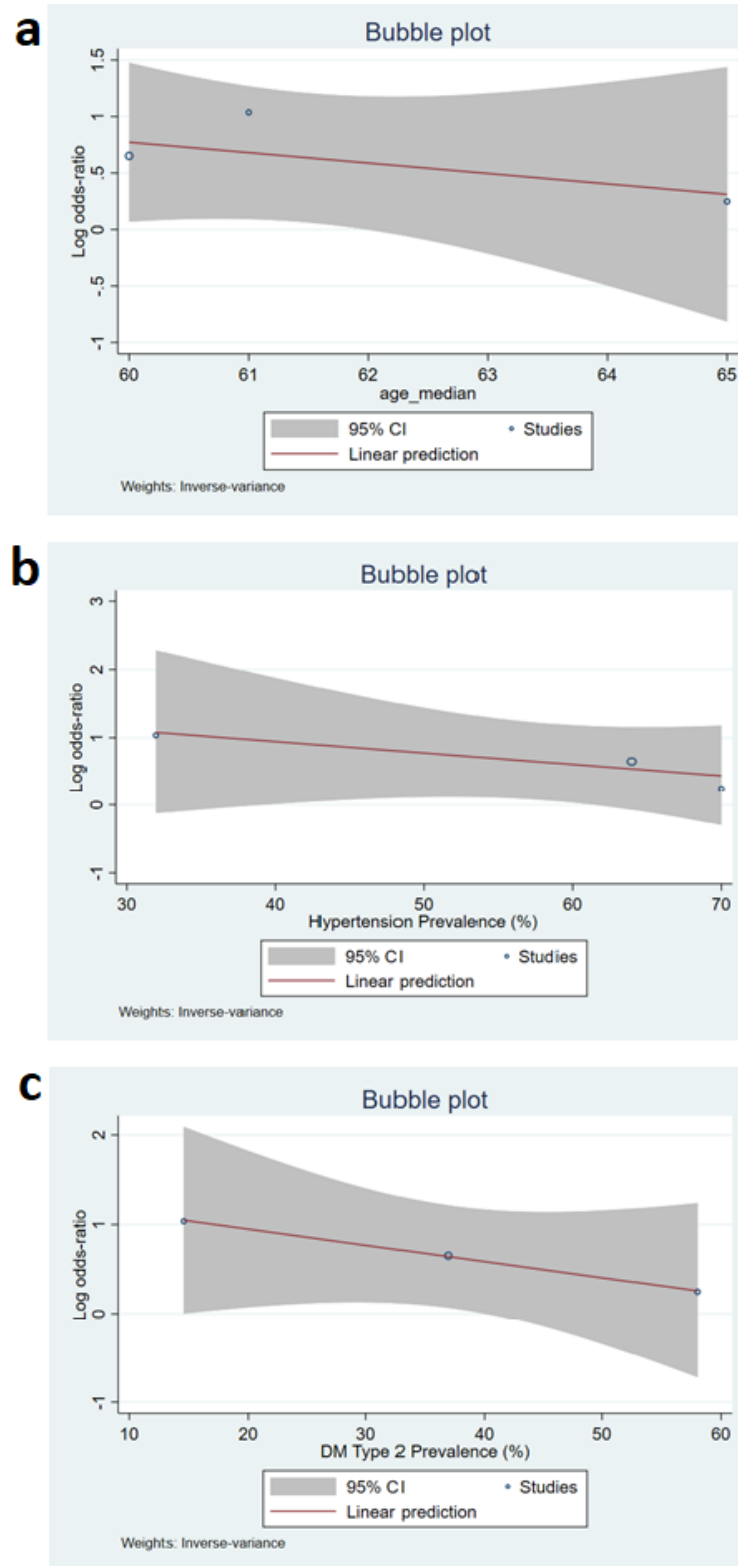 a
Bubble plot
1.5
1
.5
0
-.5
-1
Log odds-ratio
60 61 62 63 64 65
age_median
95% CI Studies
Linear prediction
Weights: Inverse-variance
b
Bubble plot
3
2
1
0
-1
Log odds-ratio
30 40 50 60 70
Hypertension Prevalence (%)
95% CI Studies
Linear prediction
Weights: Inverse-variance
c
Bubble plot
2
1
0
-1
Log odds-ratio
10 20 30 40 50 60
DM Type 2 Prevalence (%)
95% CI Studies
Linear prediction
Weights: Inverse-variance